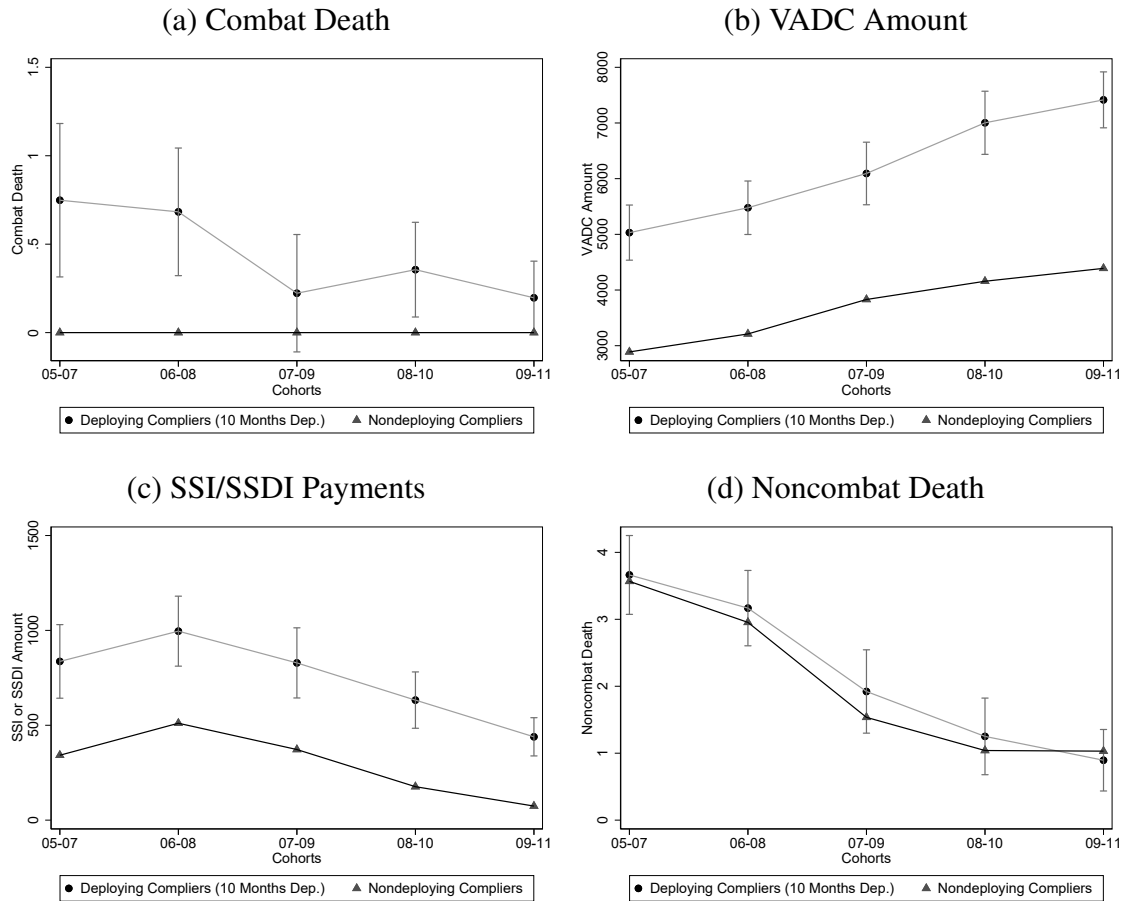 (a) Combat Death
(b) VADC Amount
Combat Death
1.5
1
.5
0
05-07 06-08 07-09 08-10 09-11
Cohorts
Deploying Compliers (10 Months Dep.) Nondeploying Compliers
VADC Amount
8000
7000
6000
5000
4000
3000
05-07 06-08 07-09 08-10 09-11
Cohorts
Deploying Compliers (10 Months Dep.) Nondeploying Compliers
(c) SSI/SSDI Payments
(d) Noncombat Death
SSI or SSDI Amount
1500
1000
500
0
05-07 06-08 07-09 08-10 09-11
Cohorts
Deploying Compliers (10 Months Dep.) Nondeploying Compliers
Noncombat Death
4
3
2
1
0
05-07 06-08 07-09 08-10 09-11
Cohorts
Deploying Compliers (10 Months Dep.) Nondeploying Compliers